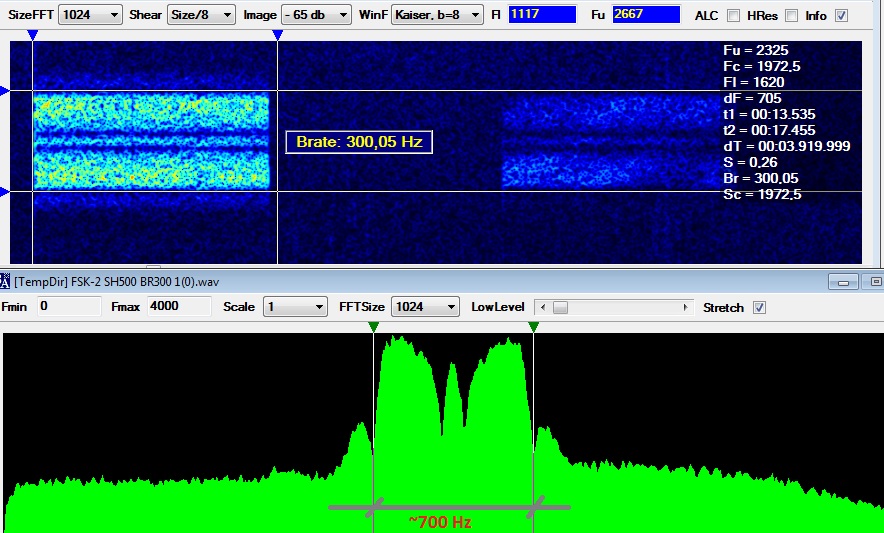 SizeFFT 1024 Shear Size/8 Image - 65 db WinF Kaiser, b=8 Fl 1117 Fu 2667 ALC HRes Info
Fu = 2325
Fc = 1972,5
Fl = 1620
dF = 705
t1 = 00:13.535
t2 = 00:17.455
dT = 00:03.919.999
S = 0,26
Br = 300,05
Sc = 1972,5
Brate: 300,05 Hz
[TempDir] FSK-2 SH500 BR300 1(0).wav
Fmin 0 Fmax 4000 Scale 1 FFTSize 1024 LowLevel Stretch
~700 Hz